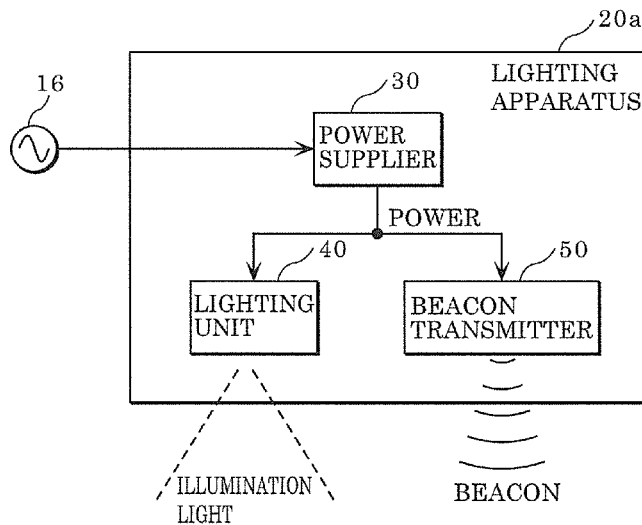 20a
LIGHTING
APPARATUS
16
30
POWER
SUPPLIER
POWER
40
50
LIGHTING
UNIT
BEACON
TRANSMITTER
ILLUMINATION
LIGHT
BEACON